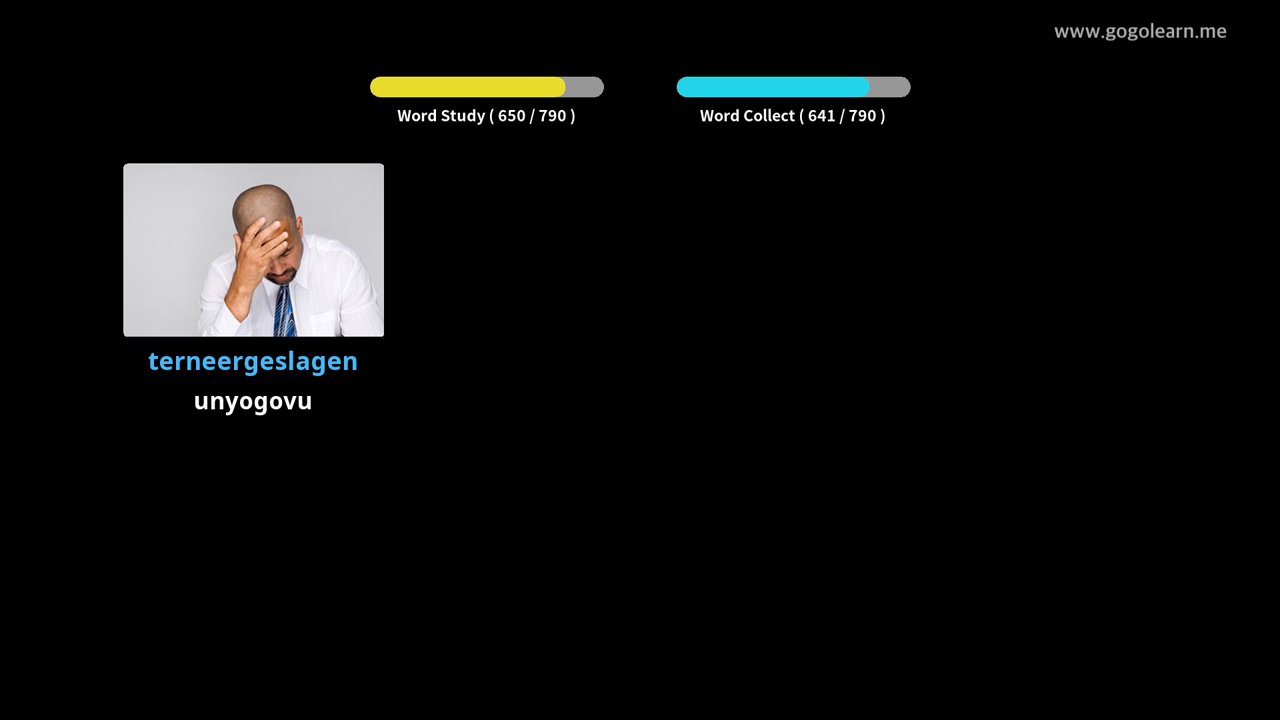 www.gogolearn.me
Word Study ( 650 / 790 )
Word Collect ( 641 / 790 )
terneergeslagen
unyogovu